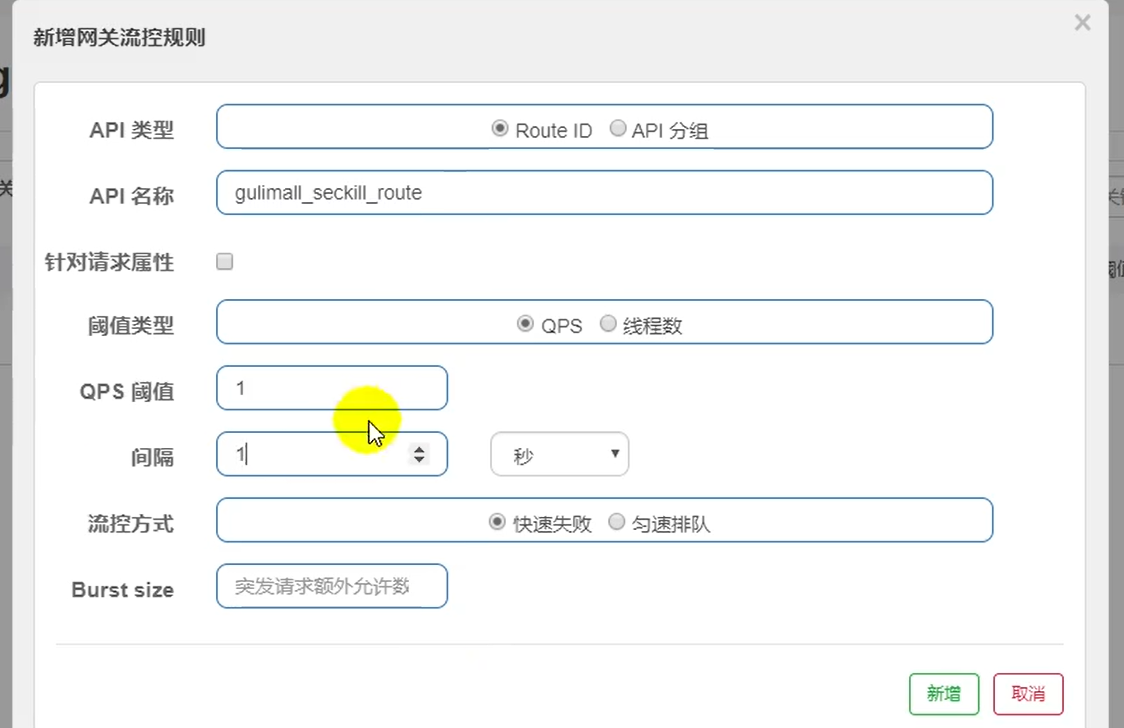 新增网关流控规则 ×
g
API 类型 Route ID API 分组
API 名称 gulimall_seckill_route
关
针对请求属性
阈值类型 QPS 线程数
QPS 阈值 1
间隔 1 秒
流控方式 快速失败 匀速排队
Burst size 突发请求额外允许数
新增 取消